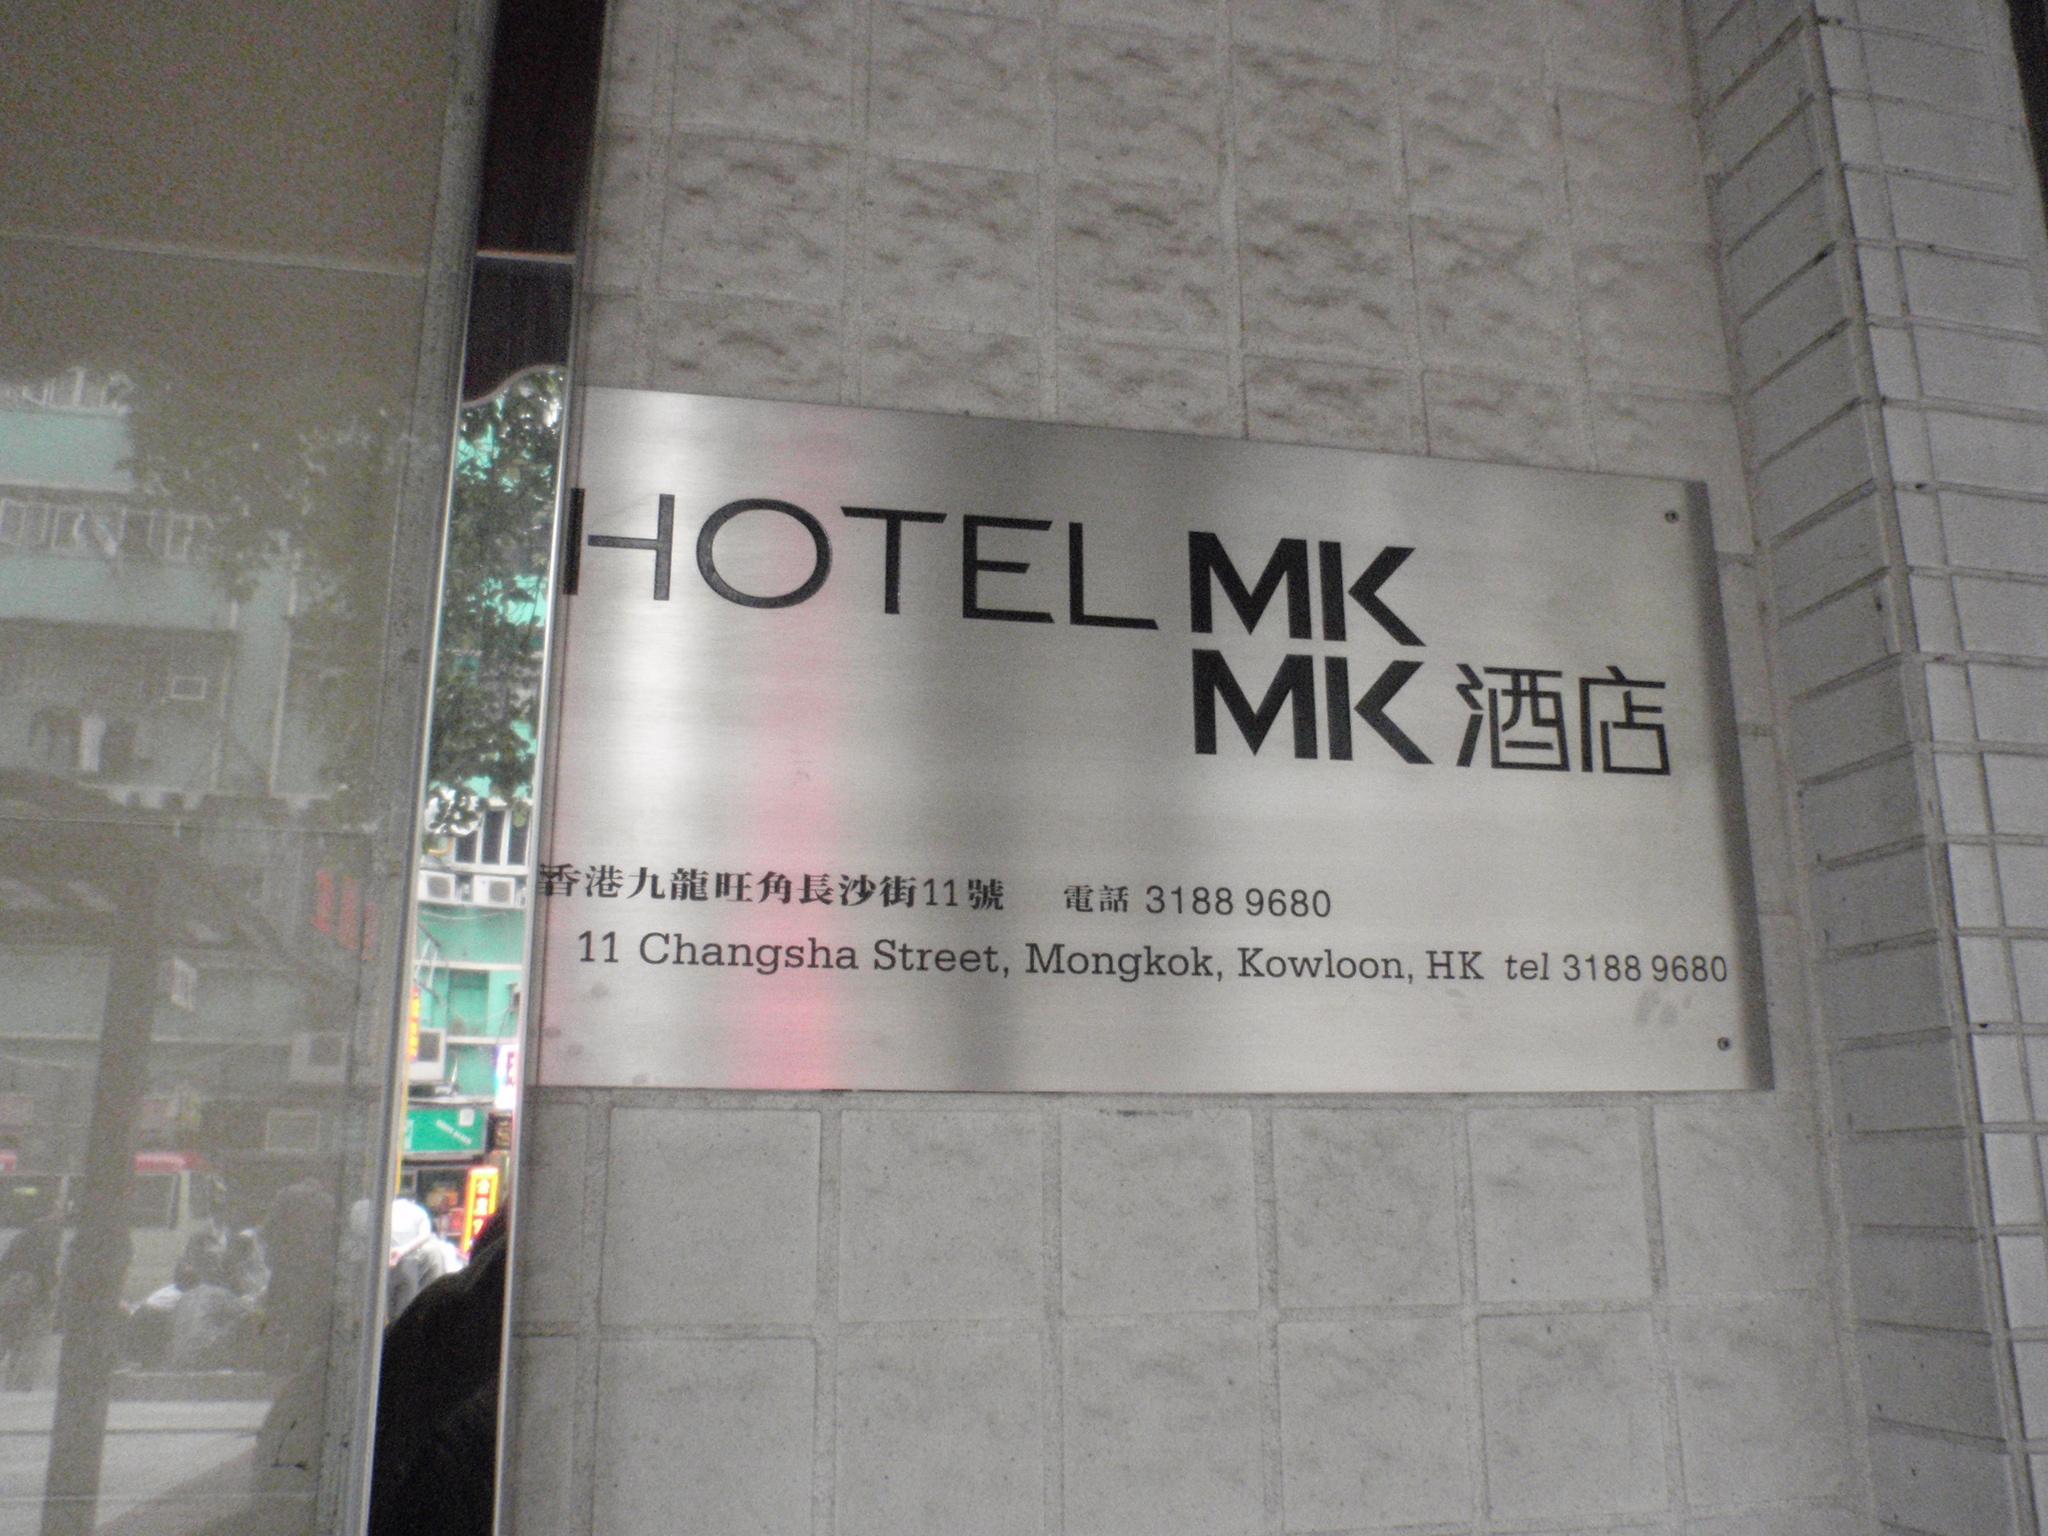 HOTEL MK
MK 酒店
香港九龍旺角長沙街11號 電話 3188 9680
11 Changsha Street, Mongkok, Kowloon, HK tel 3188 9680